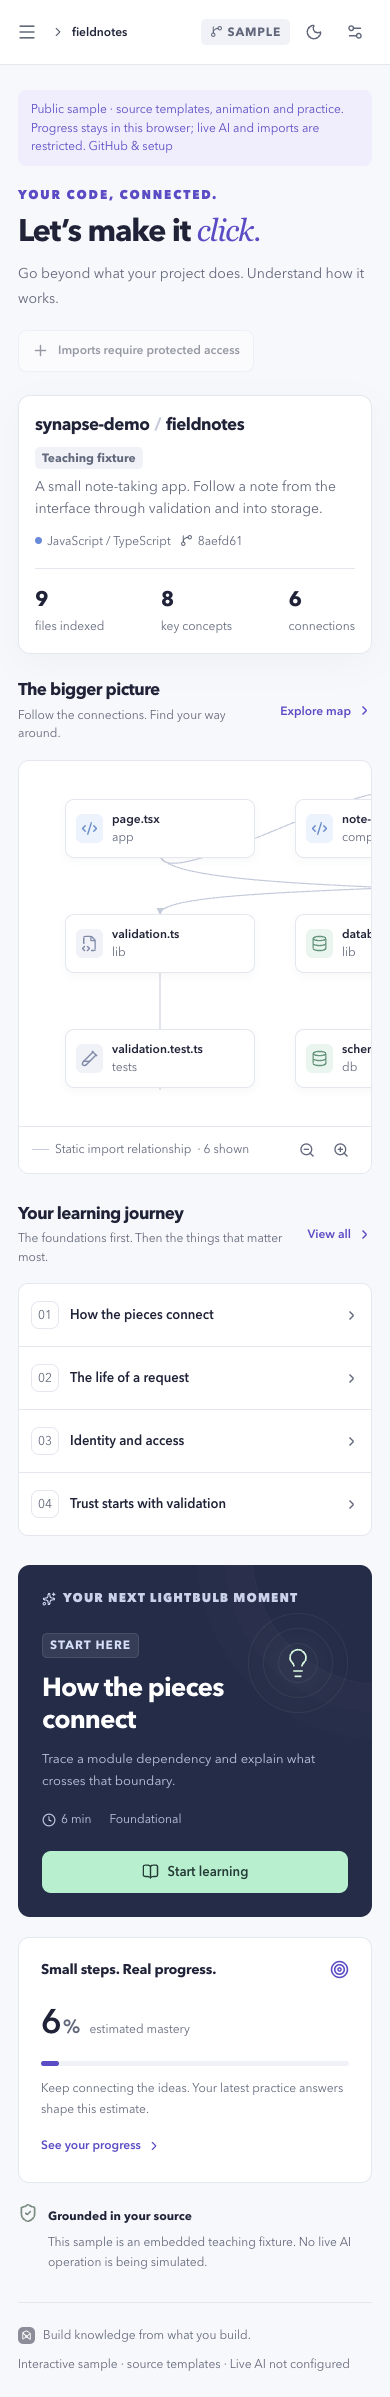 fieldnotes
SAMPLE
Public sample · source templates, animation and practice.
Progress stays in this browser; live AI and imports are
restricted. GitHub & setup
YOUR CODE, CONNECTED.
Let's make it click.
Go beyond what your project does. Understand how it
works.
Imports require protected access
synapse-demo / fieldnotes
Teaching fixture
A small note-taking app. Follow a note from the
interface through validation and into storage.
JavaScript / TypeScript 8aefd61
9 8 6
files indexed key concepts connections
The bigger picture
Follow the connections. Find your way
around.
Explore map
page.tsx
app
note-
comp
validation.ts
lib
datab
lib
validation.test.ts
tests
schem
db
Static import relationship · 6 shown
Your learning journey
The foundations first. Then the things that matter
most.
View all
01 How the pieces connect
02 The life of a request
03 Identity and access
04 Trust starts with validation
YOUR NEXT LIGHTBULB MOMENT
START HERE
How the pieces
connect
Trace a module dependency and explain what
crosses that boundary.
6 min Foundational
Start learning
Small steps. Real progress.
6% estimated mastery
Keep connecting the ideas. Your latest practice answers
shape this estimate.
See your progress
Grounded in your source
This sample is an embedded teaching fixture. No live AI
operation is being simulated.
Build knowledge from what you build.
Interactive sample · source templates · Live AI not configured